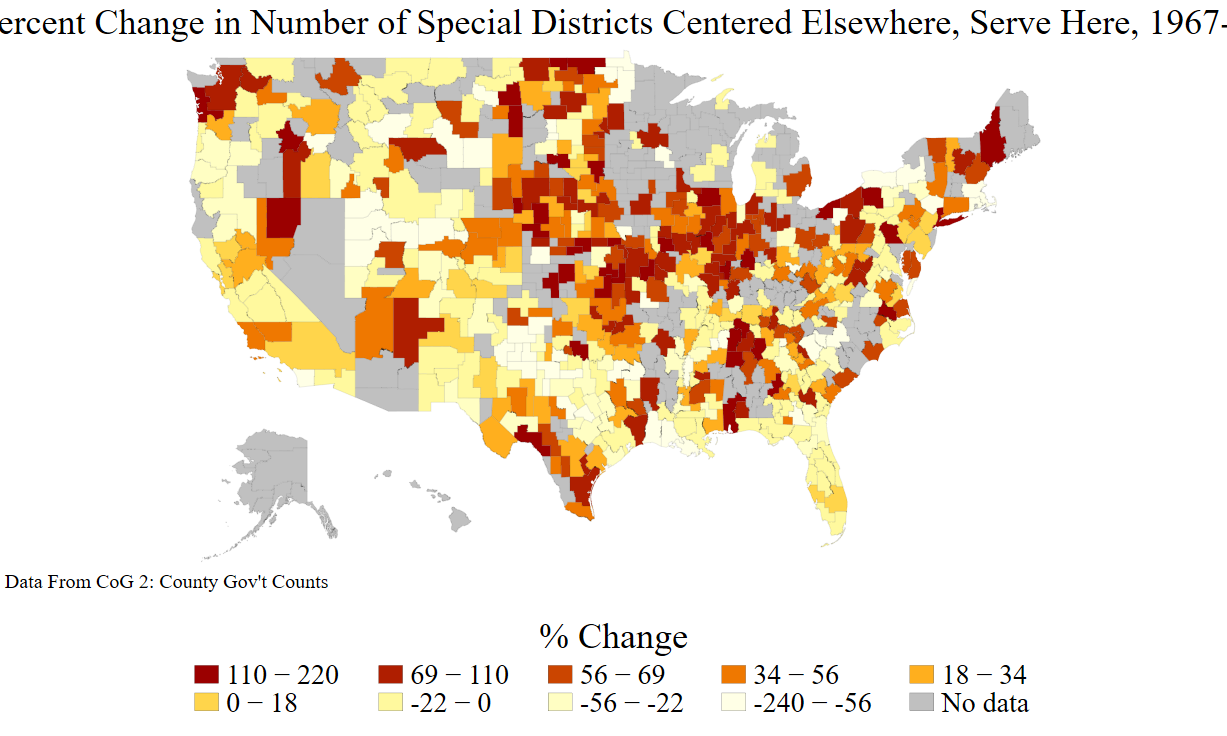 ercent Change in Number of Special Districts Centered Elsewhere, Serve Here, 1967-
Data From CoG 2: County Gov't Counts
% Change
110 − 220 69 − 110 56 − 69 34 − 56 18 − 34
0 − 18 -22 − 0 -56 − -22 -240 − -56 No data